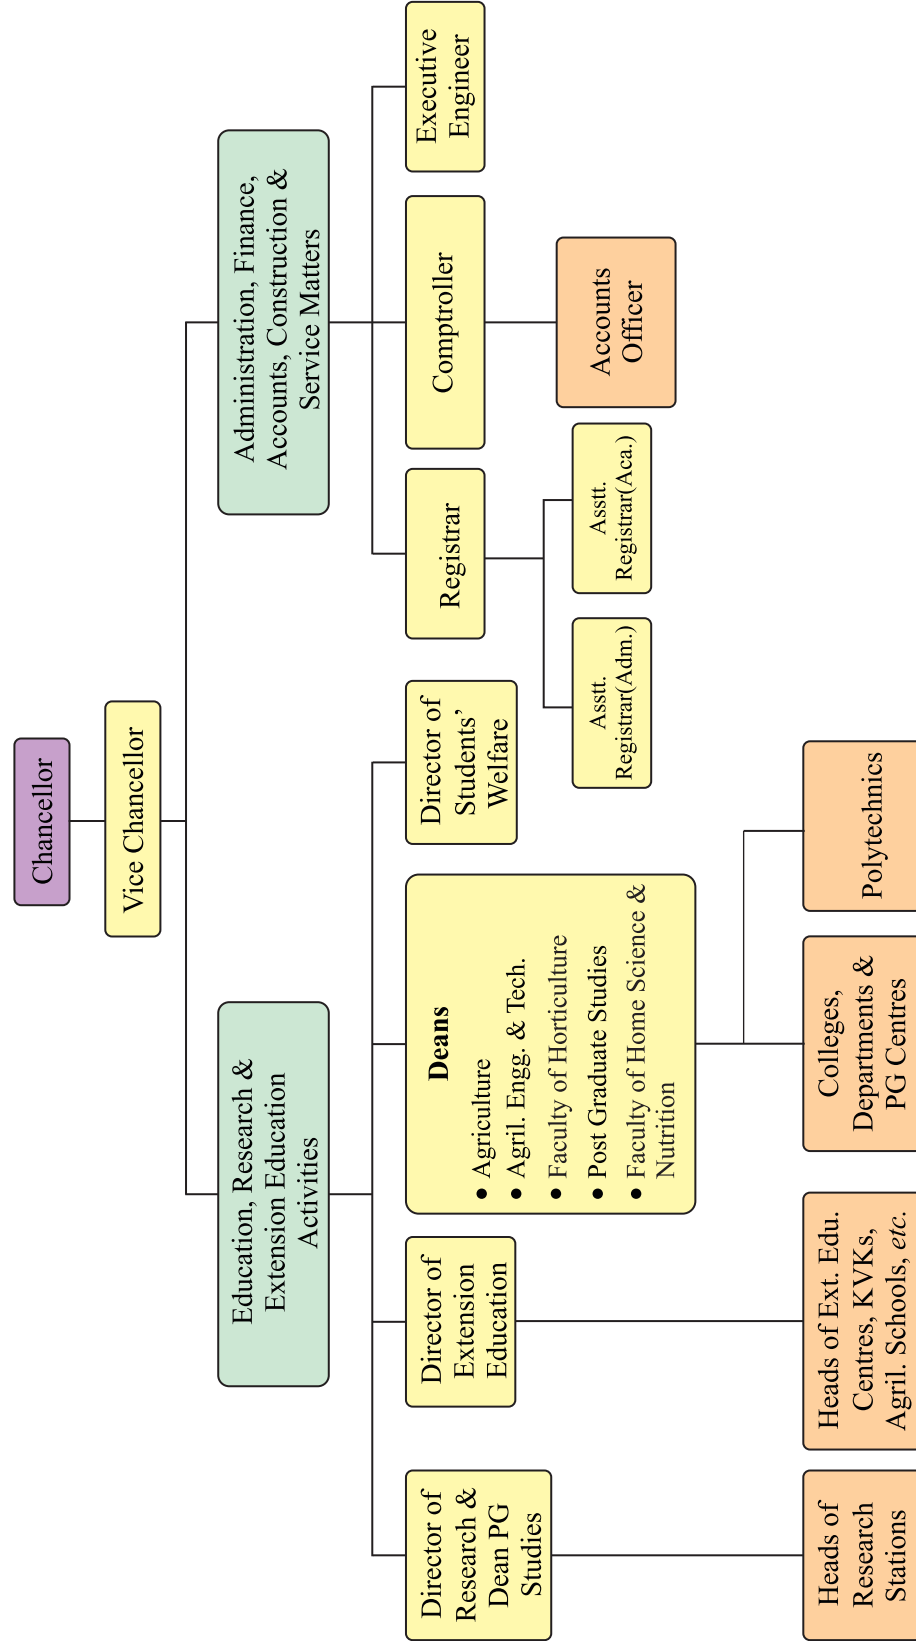 Chancellor
Vice Chancellor
Education, Research &
Extension Education
Activities
Administration, Finance,
Accounts, Construction &
Service Matters
Director of
Research &
Dean PG
Studies
Director of
Extension
Education
Deans
• Agriculture
• Agril. Engg. & Tech.
• Faculty of Horticulture
• Post Graduate Studies
• Faculty of Home Science &
Nutrition
Director of
Students’
Welfare
Registrar
Comptroller
Executive
Engineer
Asstt.
Registrar(Adm.)
Asstt.
Registrar(Aca.)
Accounts
Officer
Heads of
Research
Stations
Heads of Ext. Edu.
Centres, KVKs,
Agril. Schools, etc.
Colleges,
Departments &
PG Centres
Polytechnics